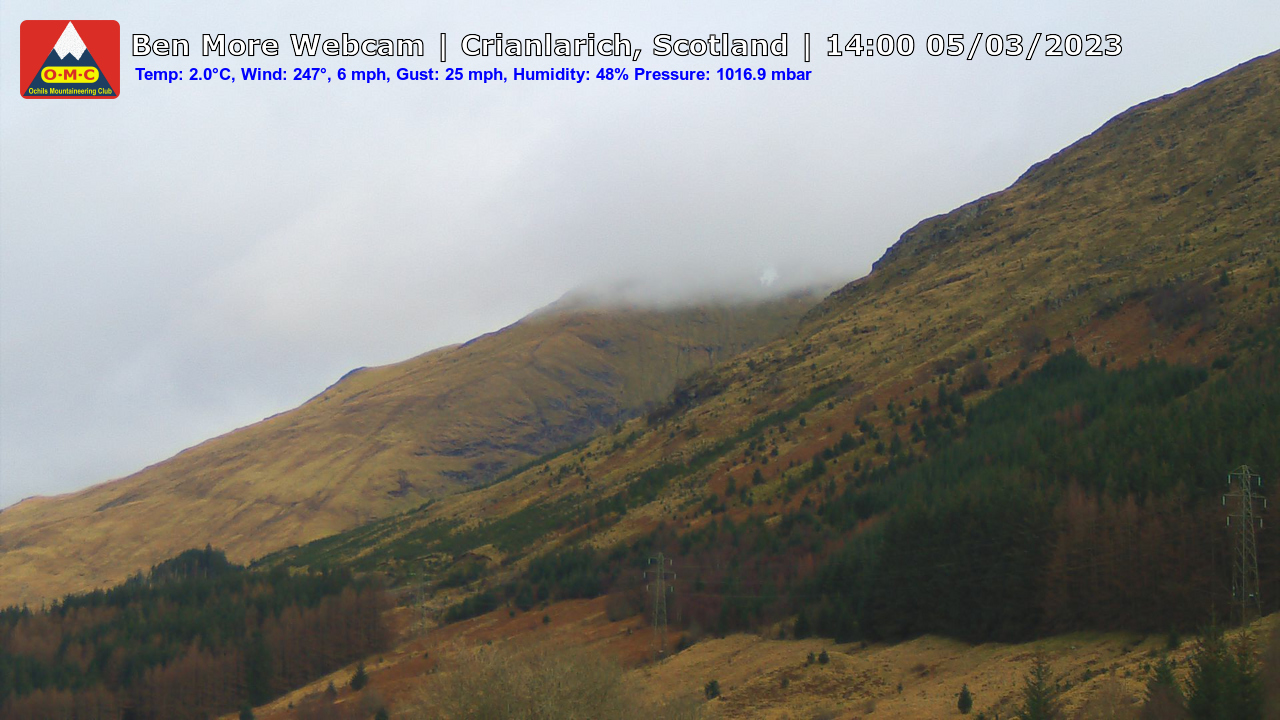 Ben More Webcam | Crianlarich, Scotland | 14:00 05/03/2023
Temp: 2.0°C, Wind: 247°, 6 mph, Gust: 25 mph, Humidity: 48% Pressure: 1016.9 mbar
O-M-C
Ochils Mountaineering Club